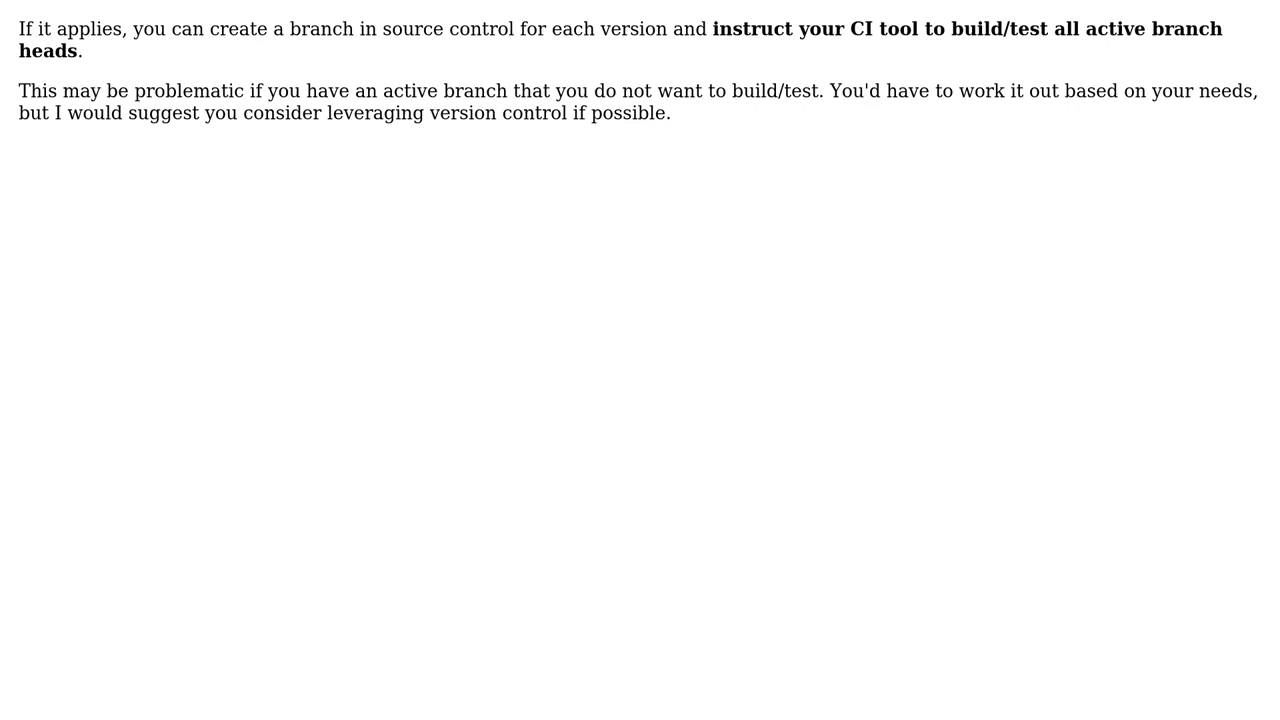 If it applies, you can create a branch in source control for each version and instruct your CI tool to build/test all active branch
heads.
This may be problematic if you have an active branch that you do not want to build/test. You'd have to work it out based on your needs,
but I would suggest you consider leveraging version control if possible.